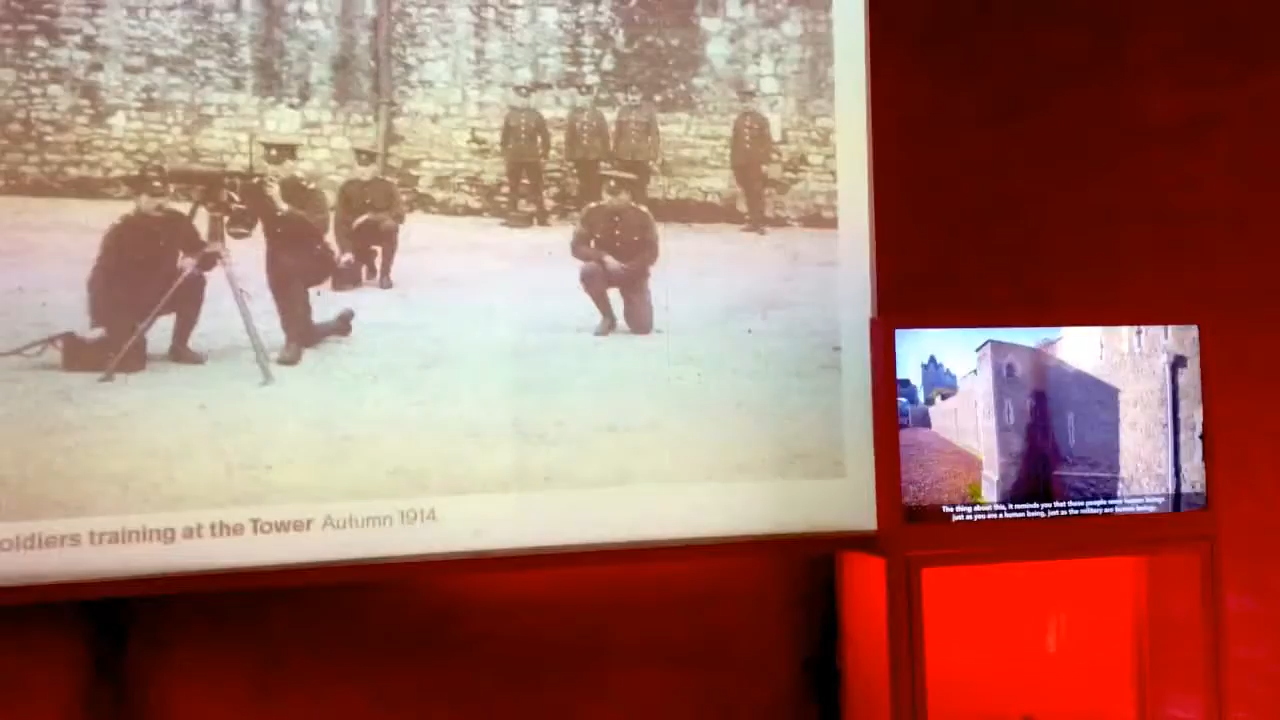 oldiers training at the Tower Autumn 1914
The thing about this, it reminds you that these people were human beings
just as you are a human being, just as the military are human beings.